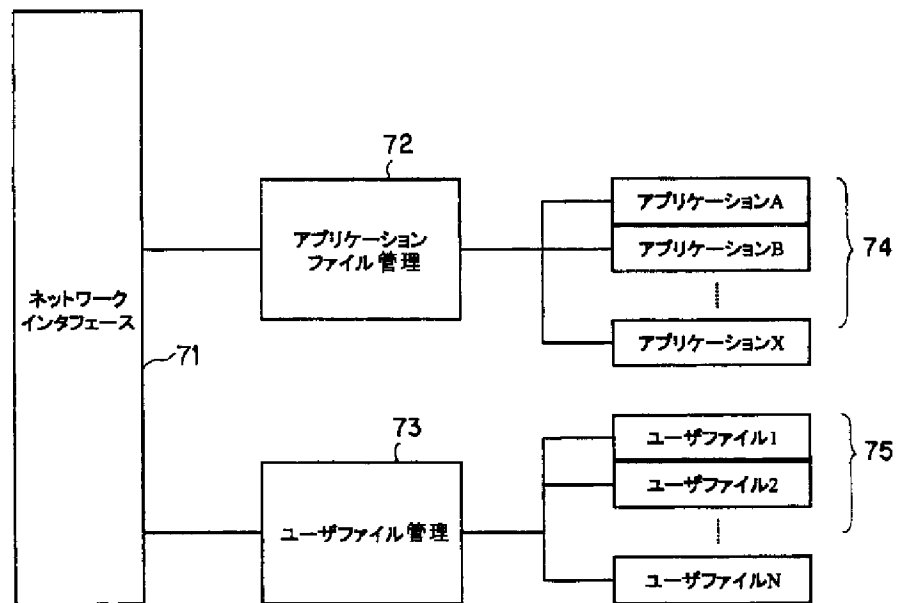 ネットワーク
インタフェース
71
72
アプリケーション
ファイル管理
アプリケーションA
アプリケーションB
アプリケーションX
74
73
ユーザファイル管理
ユーザファイル1
ユーザファイル2
ユーザファイルN
75